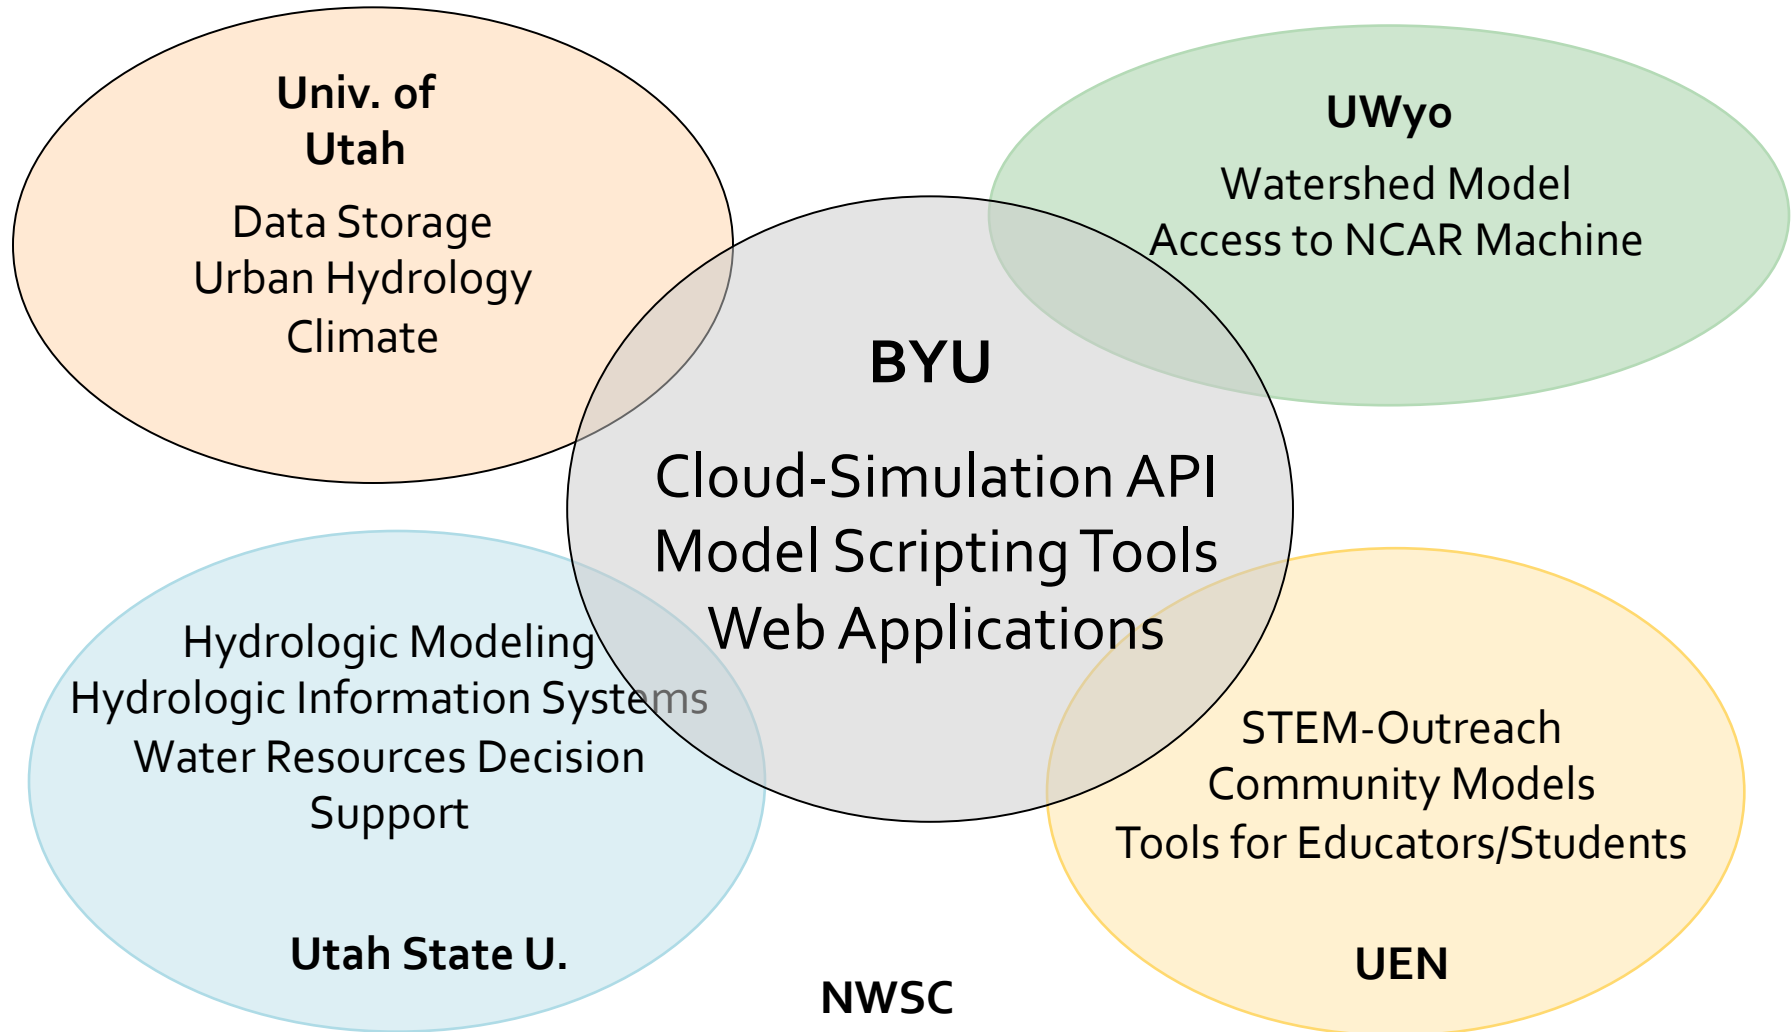 Univ. of
Utah
Data Storage
Urban Hydrology
Climate
UWyo
Watershed Model
Access to NCAR Machine
BYU
Cloud-Simulation API
Model Scripting Tools
Web Applications
Hydrologic Modeling
Hydrologic Information Systems
Water Resources Decision
Support
Utah State U.
STEM-Outreach
Community Models
Tools for Educators/Students
UEN
NWSC